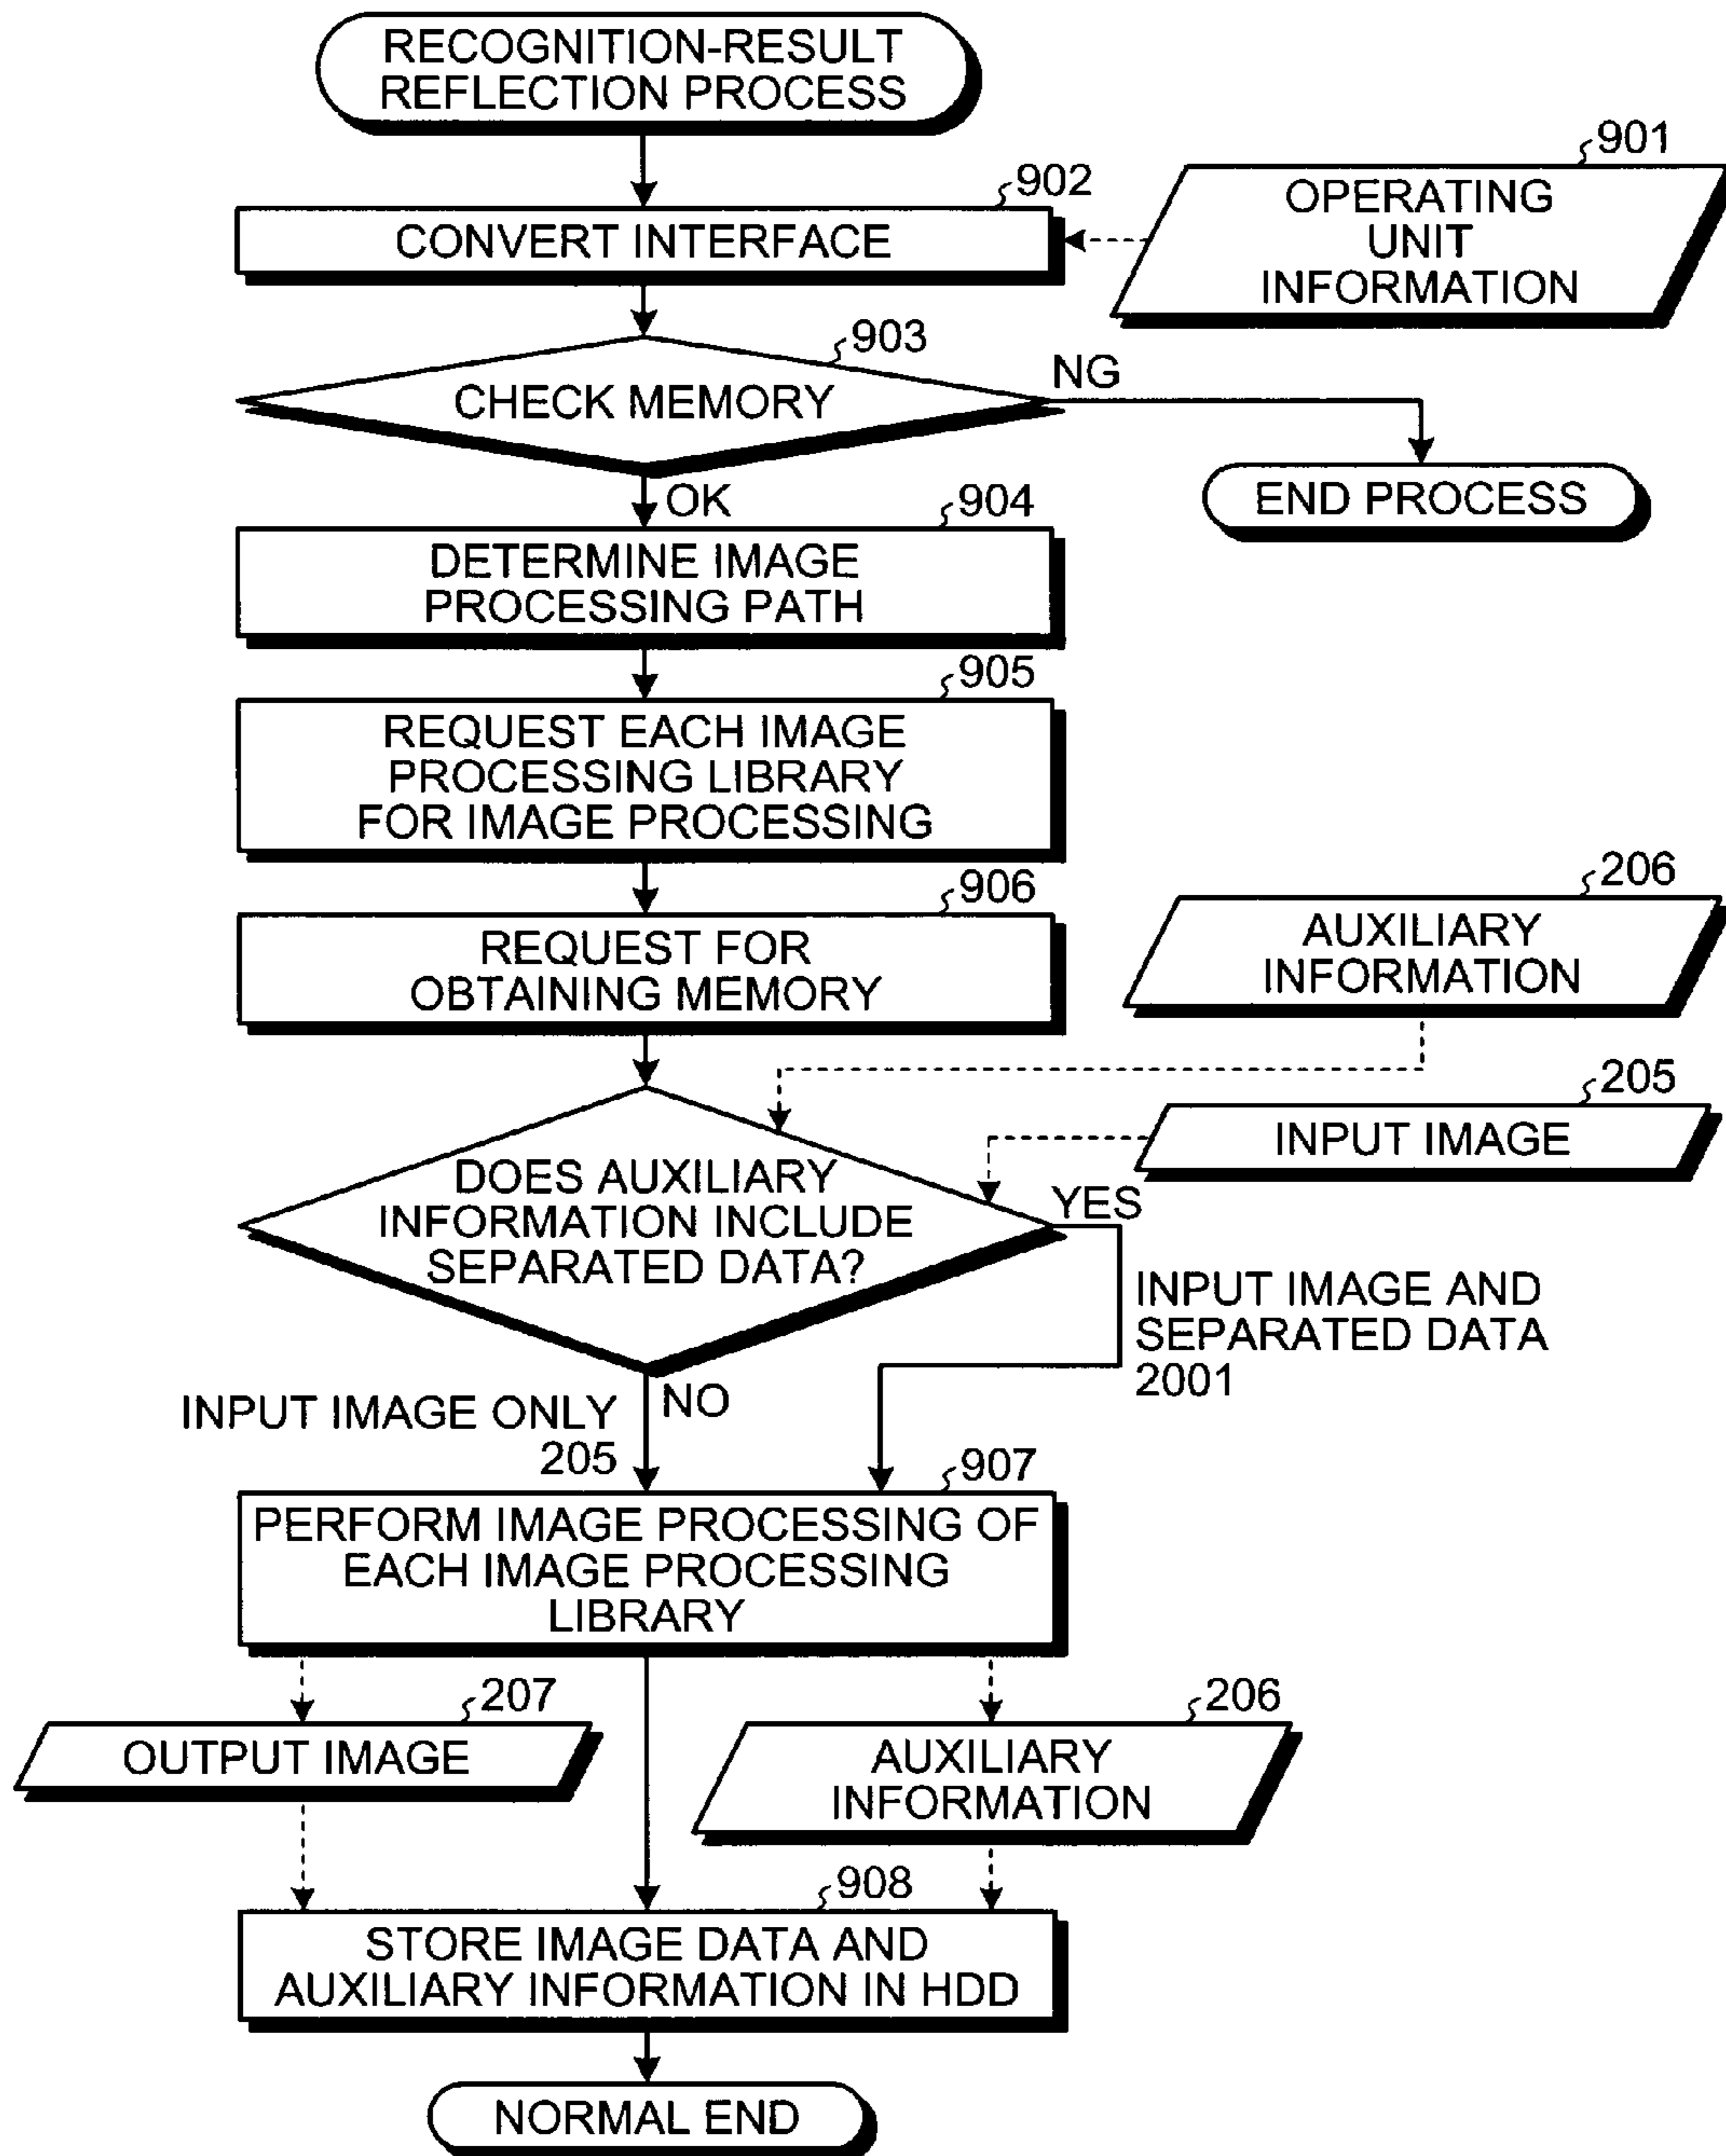 RECOGNITION-RESULT
REFLECTION PROCESS
901
OPERATING
UNIT
INFORMATION
902
CONVERT INTERFACE
903
CHECK MEMORY
NG
END PROCESS
OK
904
DETERMINE IMAGE
PROCESSING PATH
905
REQUEST EACH IMAGE
PROCESSING LIBRARY
FOR IMAGE PROCESSING
906
REQUEST FOR
OBTAINING MEMORY
206
AUXILIARY
INFORMATION
205
INPUT IMAGE
DOES AUXILIARY
INFORMATION INCLUDE
SEPARATED DATA?
YES
INPUT IMAGE AND
SEPARATED DATA
2001
NO
INPUT IMAGE ONLY
205
907
PERFORM IMAGE PROCESSING OF
EACH IMAGE PROCESSING
LIBRARY
207
OUTPUT IMAGE
206
AUXILIARY
INFORMATION
908
STORE IMAGE DATA AND
AUXILIARY INFORMATION IN HDD
NORMAL END